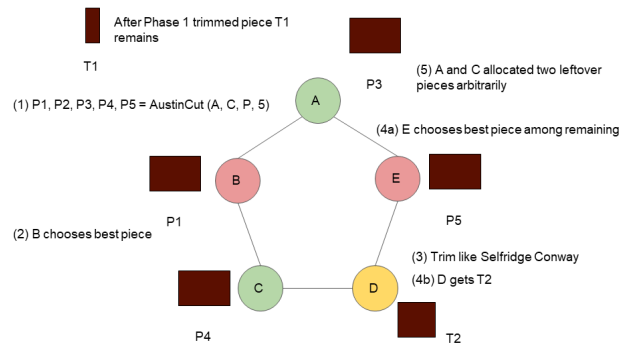 After Phase 1 trimmed piece T1
remains
T1
P3
(5) A and C allocated two leftover
pieces arbitrarily
(1) P1, P2, P3, P4, P5 = AustinCut (A, C, P, 5)
A
(4a) E chooses best piece among remaining
B
E
P1
P5
(2) B chooses best piece
(3) Trim like Selfridge Conway
(4b) D gets T2
C
D
P4
T2